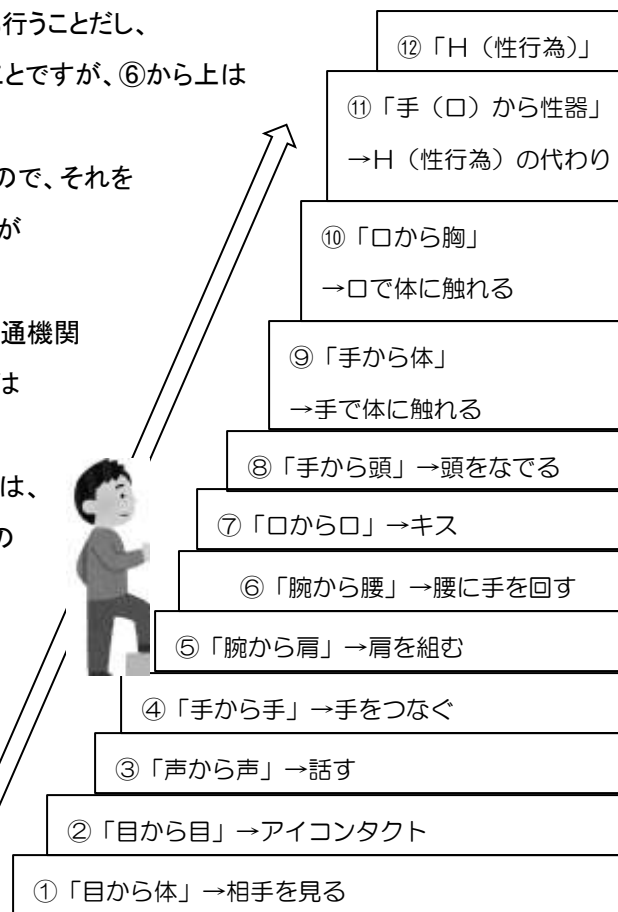 行うことだし、
ことですが、⑥から上は
ので、それを
が
通機関
は
は、
の
⑫「H（性行為）」
⑪「手（口）から性器」
→H（性行為）の代わり
⑩「口から胸」
→口で体に触れる
⑨「手から体」
→手で体に触れる
⑧「手から頭」→頭をなでる
⑦「口から口」→キス
⑥「腕から腰」→腰に手を回す
⑤「腕から肩」→肩を組む
④「手から手」→手をつなぐ
③「声から声」→話す
②「目から目」→アイコンタクト
①「目から体」→相手を見る